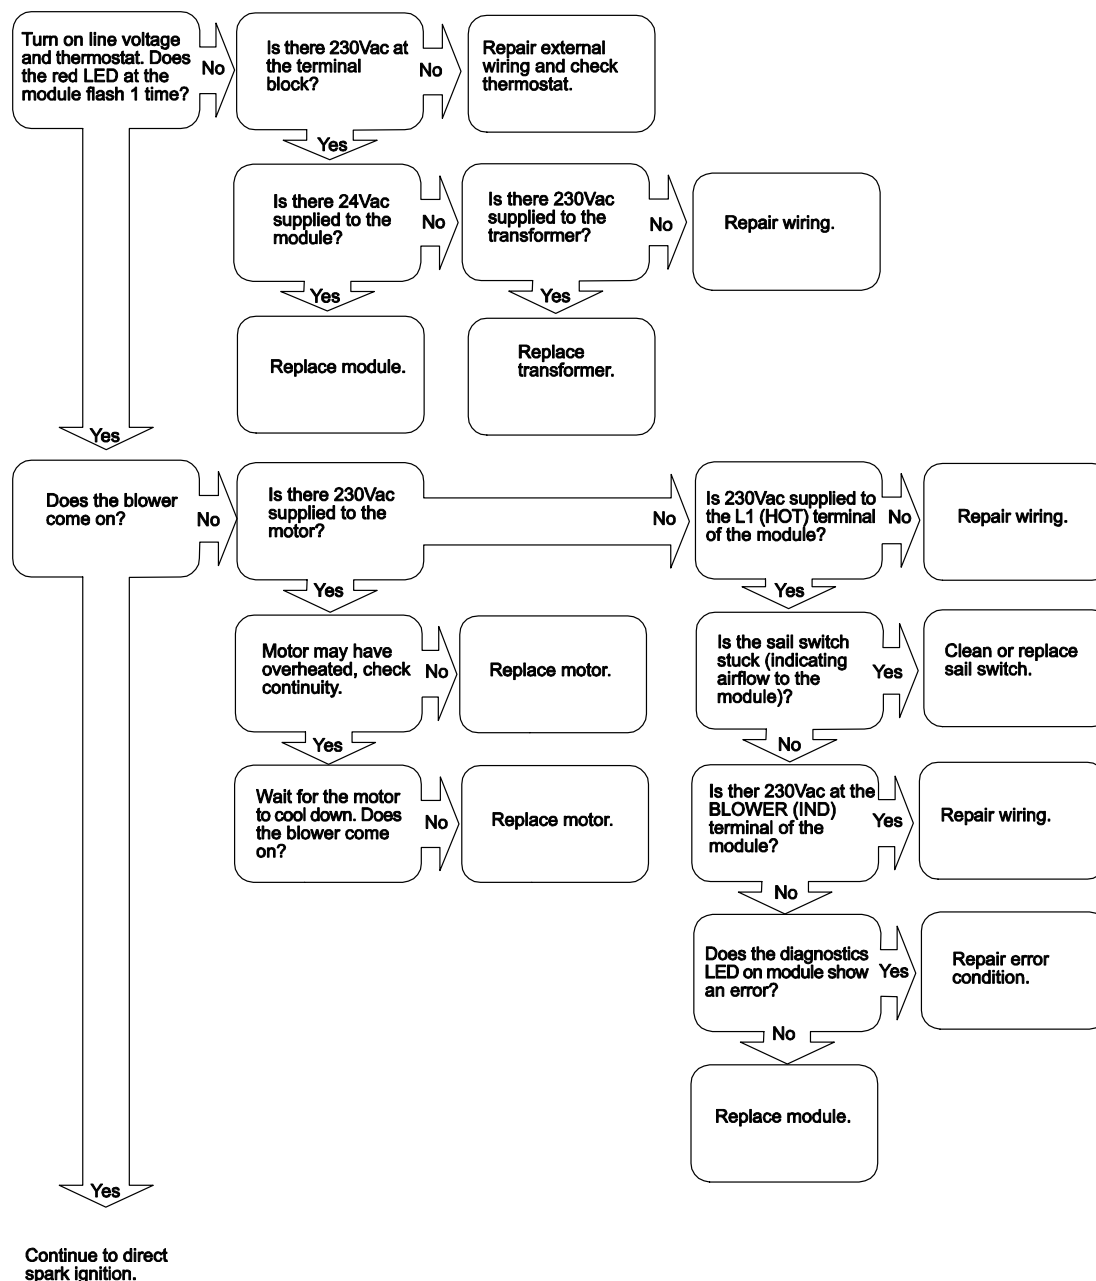 Turn on line voltage
and thermostat. Does
the red LED at the
module flash 1 time?
No
Is there 230Vac at
the terminal
block?
No
Repair external
wiring and check
thermostat.
Yes
Is there 24Vac
supplied to the
module?
No
Is there 230Vac
supplied to the
transformer?
No
Repair wiring.
Yes
Yes
Replace module.
Replace
transformer.
Yes
Does the blower
come on?
No
Is there 230Vac
supplied to the
motor?
No
Is 230Vac supplied to
the L1 (HOT) terminal
of the module?
No
Repair wiring.
Yes
Yes
Motor may have
overheated, check
continuity.
No
Replace motor.
Is the sail switch
stuck (indicating
airflow to the
module)?
Yes
Clean or replace
sail switch.
Yes
No
Wait for the motor
to cool down. Does
the blower come
on?
No
Replace motor.
Is ther 230Vac at the
BLOWER (IND)
terminal of the
module?
Yes
Repair wiring.
No
Does the diagnostics
LED on module show
an error?
Yes
Repair error
condition.
No
Replace module.
Yes
Continue to direct
spark ignition.